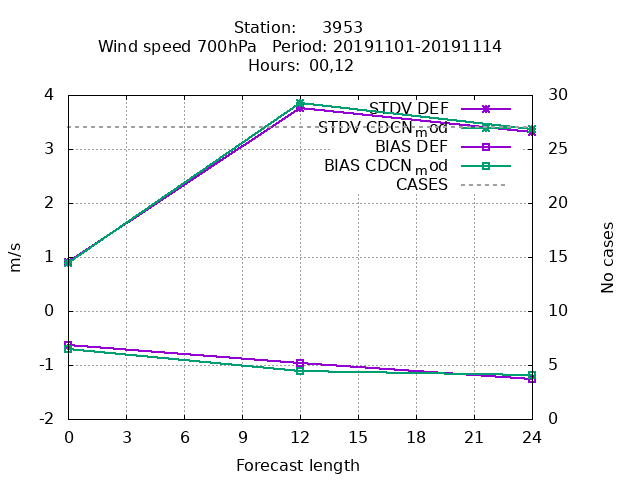 Station: 3953
Wind speed 700hPa Period: 20191101-20191114
Hours: 00,12
4 30
STDV DEF
STDV CDCN_mod
3 25
BIAS DEF
BIAS CDCN_mod
CASES
2 20
1 15
0 10
-1 5
-2 0
m/s
No cases
0 3 6 9 12 15 18 21 24
Forecast length